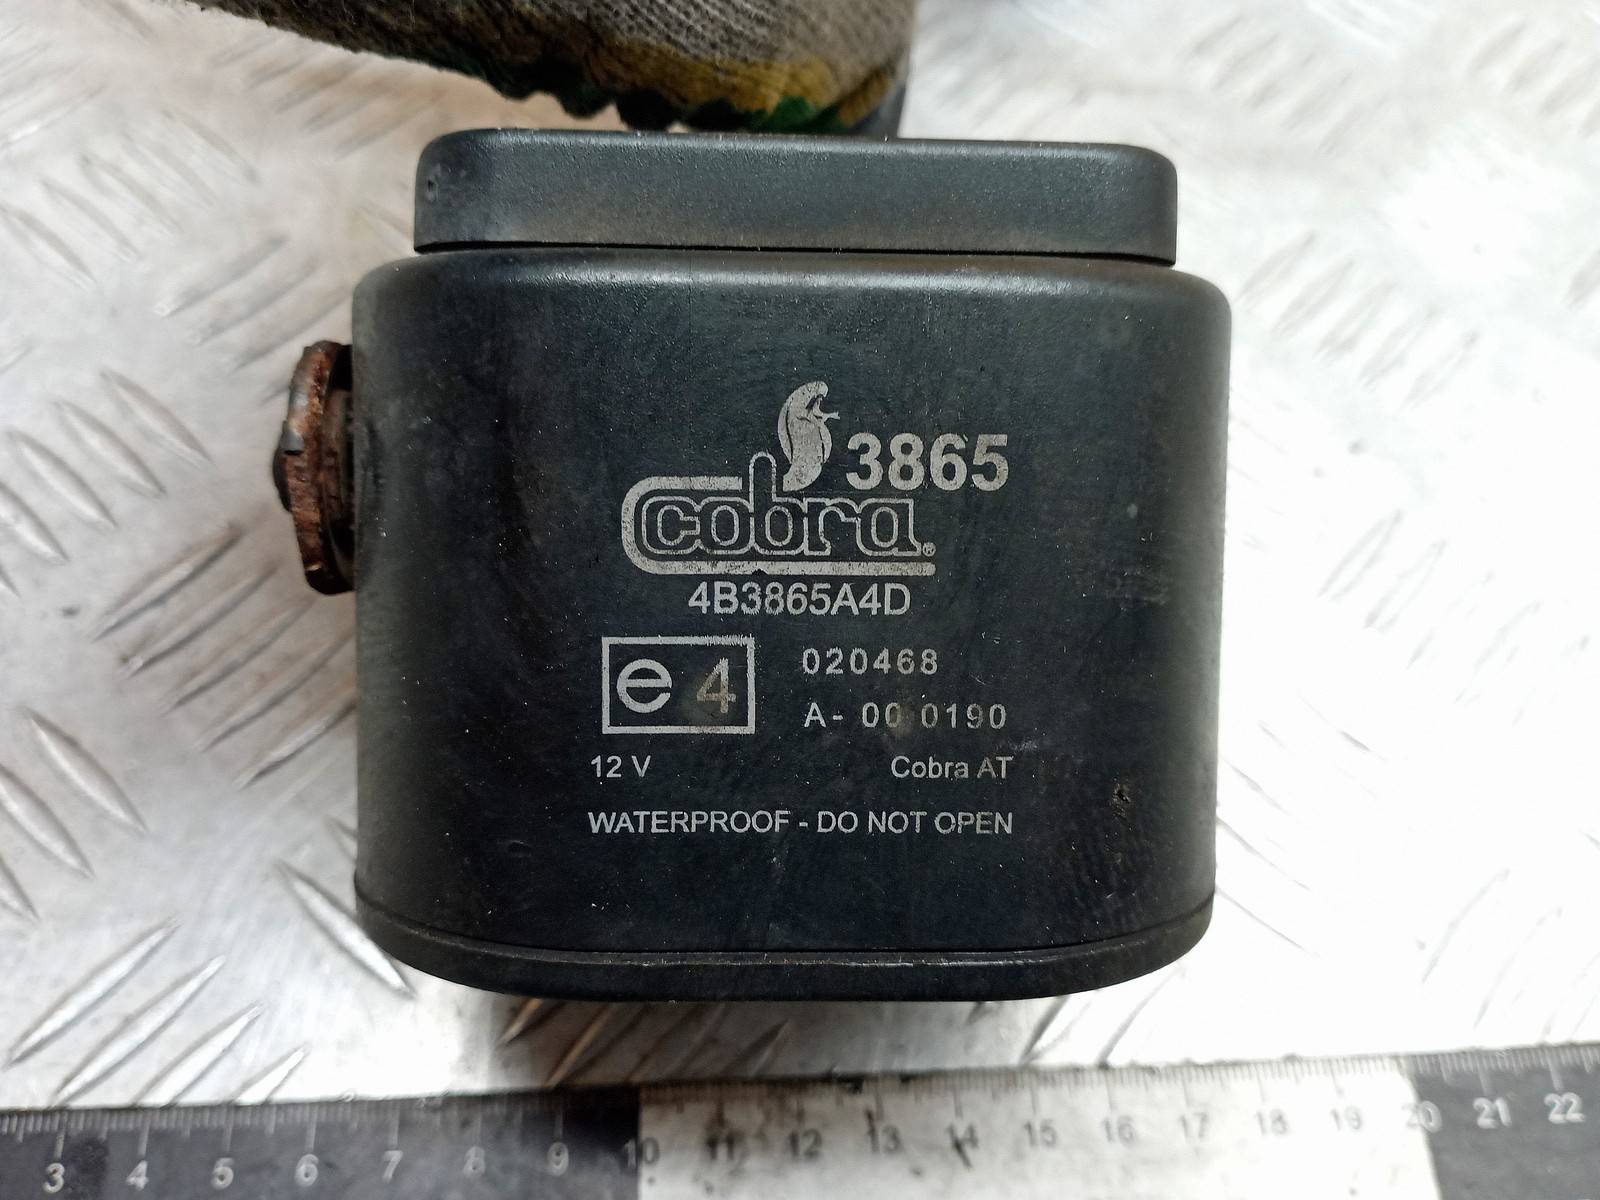 3865
cobra®
4B3865A4D
e 4
020468
A- 00 0190
12 V
Cobra AT
WATERPROOF - DO NOT OPEN
3 4 5 6 7 8 9 10 11 12 13 14 15 16 17 18 19 20 21 22